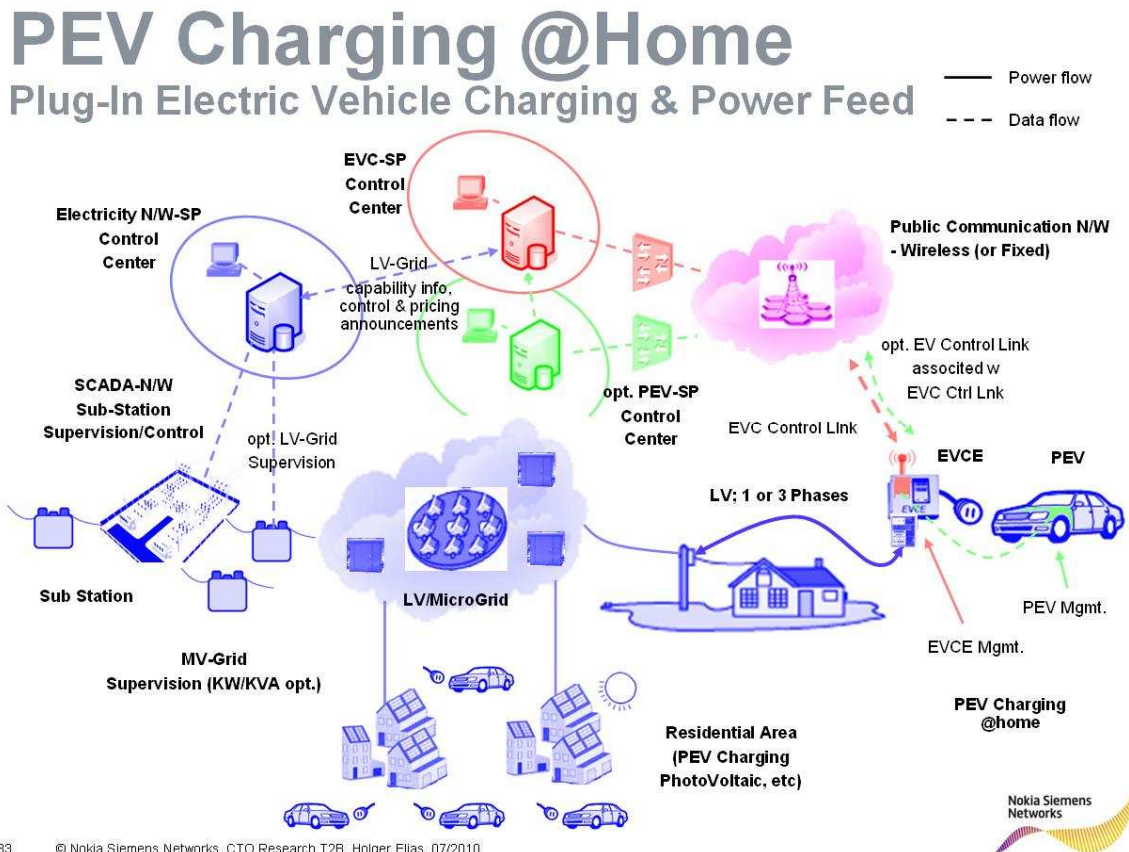 PEV Charging @Home
Plug-In Electric Vehicle Charging & Power Feed
Power flow
Data flow
EVC-SP
Control
Center
Electricity N/W-SP
Control
Center
Public Communication N/W
- Wireless (or Fixed)
LV-Grid
capability info,
control & pricing
announcements
opt. EV Control Link
associted w
EVC Ctrl Lnk
SCADA-N/W
Sub-Station
Supervision/Control
opt. PEV-SP
Control
Center
opt. LV-Grid
Supervision
EVC Control Link
EVCE
PEV
LV; 1 or 3 Phases
EVCE
Sub Station
LV/MicroGrid
PEV Mgmt.
EVCE Mgmt.
MV-Grid
Supervision (KW/KVA opt.)
PEV Charging
@home
Residential Area
(PEV Charging
PhotoVoltaic, etc)
Nokia Siemens
Networks
33 © Nokia Siemens Networks, CTO Research T2B, Holger Elias, 07/2010